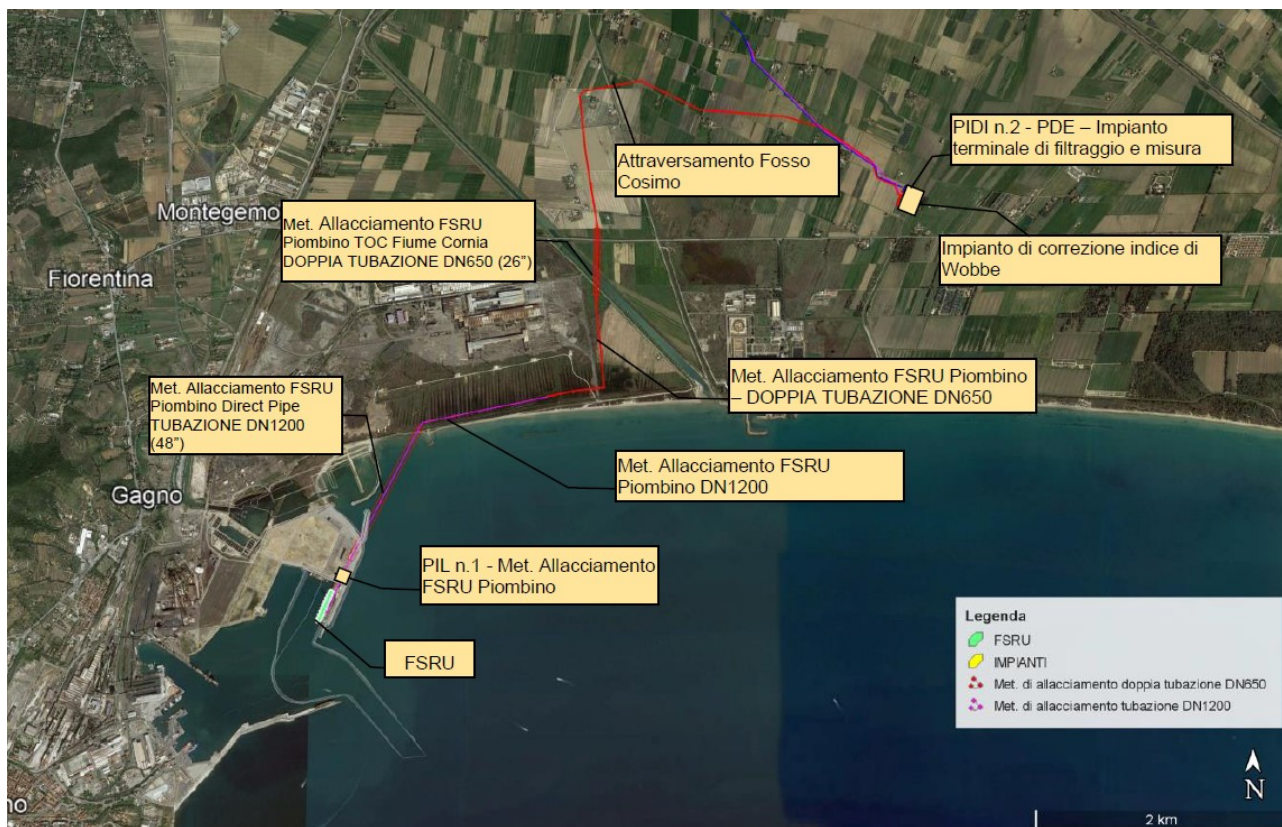 PIDI n.2 - PDE – Impianto
terminale di filtraggio e misura
Attraversamento Fosso
Cosimo
Montegemo
Met. Allacciamento FSRU
Piombino TOC Fiume Cornia
DOPPIA TUBAZIONE DN650 (26”)
Impianto di correzione indice di
Wobbe
Fiorentina
Met. Allacciamento FSRU
Piombino Direct Pipe
TUBAZIONE DN1200
(48”)
Met. Allacciamento FSRU Piombino
– DOPPIA TUBAZIONE DN650
Met. Allacciamento FSRU
Piombino DN1200
Gagno
PIL n.1 - Met. Allacciamento
FSRU Piombino
FSRU
Legenda
FSRU
IMPIANTI
Met. di allacciamento doppia tubazione DN650
Met. di allacciamento tubazione DN1200
N
2 km
no